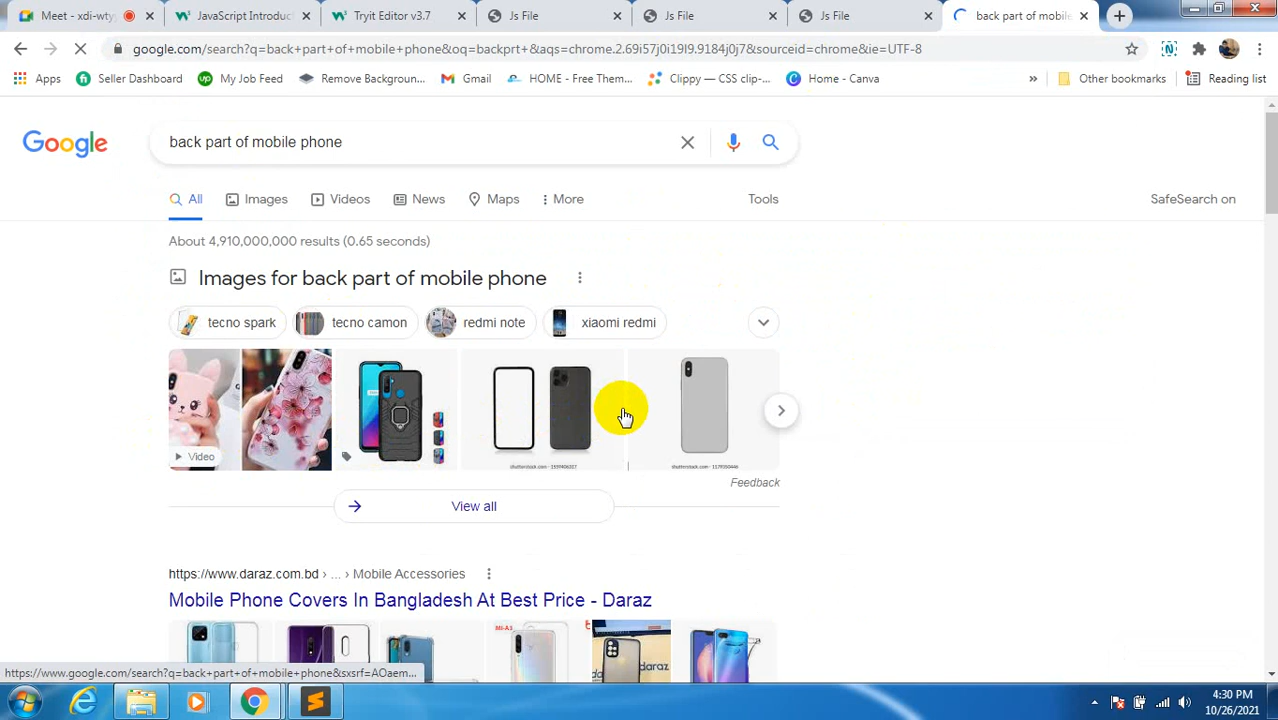 Meet - xdi-wty
JavaScript Introduc
Tryit Editor v3.7
Js File
Js File
Js File
back part of mobile
google.com/search?q=back+part+of+mobile+phone&oq=backprt+&aqs=chrome.2.69i57j0i19l9.9184j0j7&sourceid=chrome&ie=UTF-8
Apps
Seller Dashboard
My Job Feed
Remove Backgroun...
Gmail
HOME - Free Them...
Clippy — CSS clip-...
Home - Canva
»
Other bookmarks
Reading list
Google
back part of mobile phone
All
Images
Videos
News
Maps
More
Tools
SafeSearch on
About 4,910,000,000 results (0.65 seconds)
Images for back part of mobile phone
tecno spark
tecno camon
redmi note
xiaomi redmi
Video
Feedback
View all
https://www.daraz.com.bd › ... › Mobile Accessories
Mobile Phone Covers In Bangladesh At Best Price - Daraz
MI-A3
daraz
https://www.google.com/search?q=back+part+of+mobile+phone&sxsrf=AOaem...
4:30 PM
10/26/2021